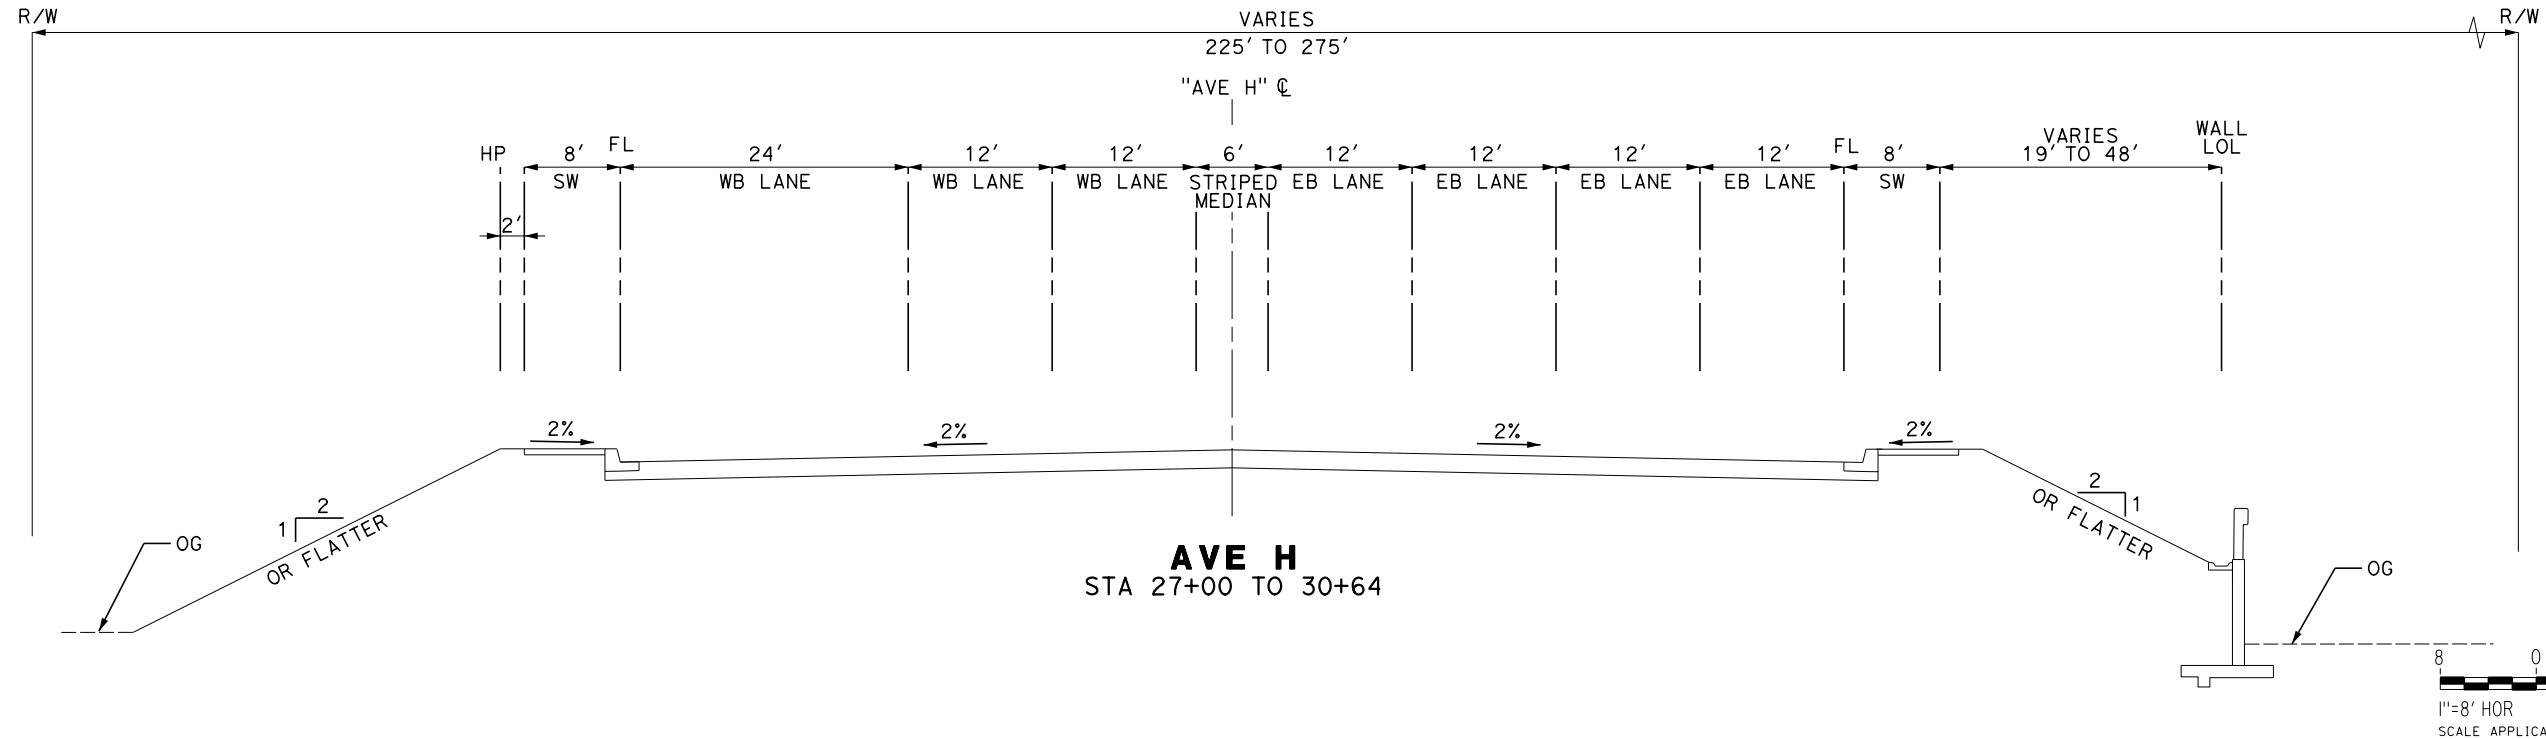 R/W
VARIES
R/W
225' TO 275'
"AVE H" ℄
HP
8'
FL
24'
12'
12'
6'
12'
12'
12'
12'
FL
8'
VARIES
19' TO 48'
WALL
LOL
SW
WB LANE
WB LANE
WB LANE
STRIPED
MEDIAN
EB LANE
EB LANE
EB LANE
EB LANE
SW
2'
2%
2%
2%
2%
2
1
OR FLATTER
OG
2
1
OR FLATTER
OG
AVE H
STA 27+00 TO 30+64
8
0
1"=8' HOR
SCALE APPLICA